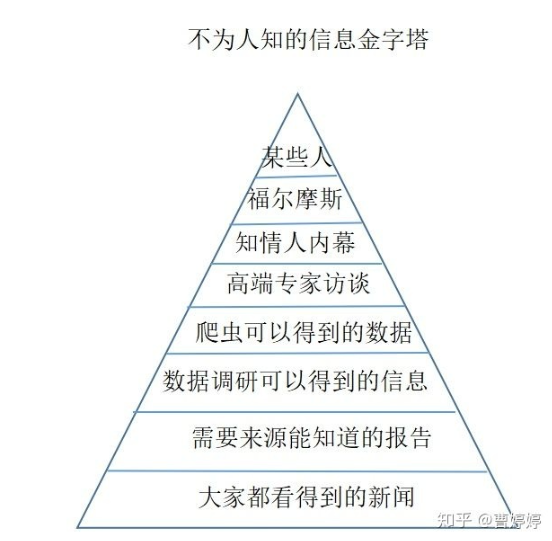 不为人知的信息金字塔
某些人
福尔摩斯
知情人内幕
高端专家访谈
爬虫可以得到的数据
数据调研可以得到的信息
需要来源能知道的报告
大家都看得到的新闻
知乎 @曹婷婷